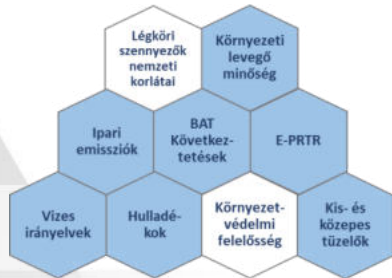 Légköri
szennyezők
nemzeti
korlátai
Környezeti
levegő
minőség
Ipari
emissziók
BAT
Következ-
tetések
E-PRTR
Vizes
irányelvek
Hulladé-
kok
Környezet-
védelmi
felelősség
Kis- és
közepes
tüzelők